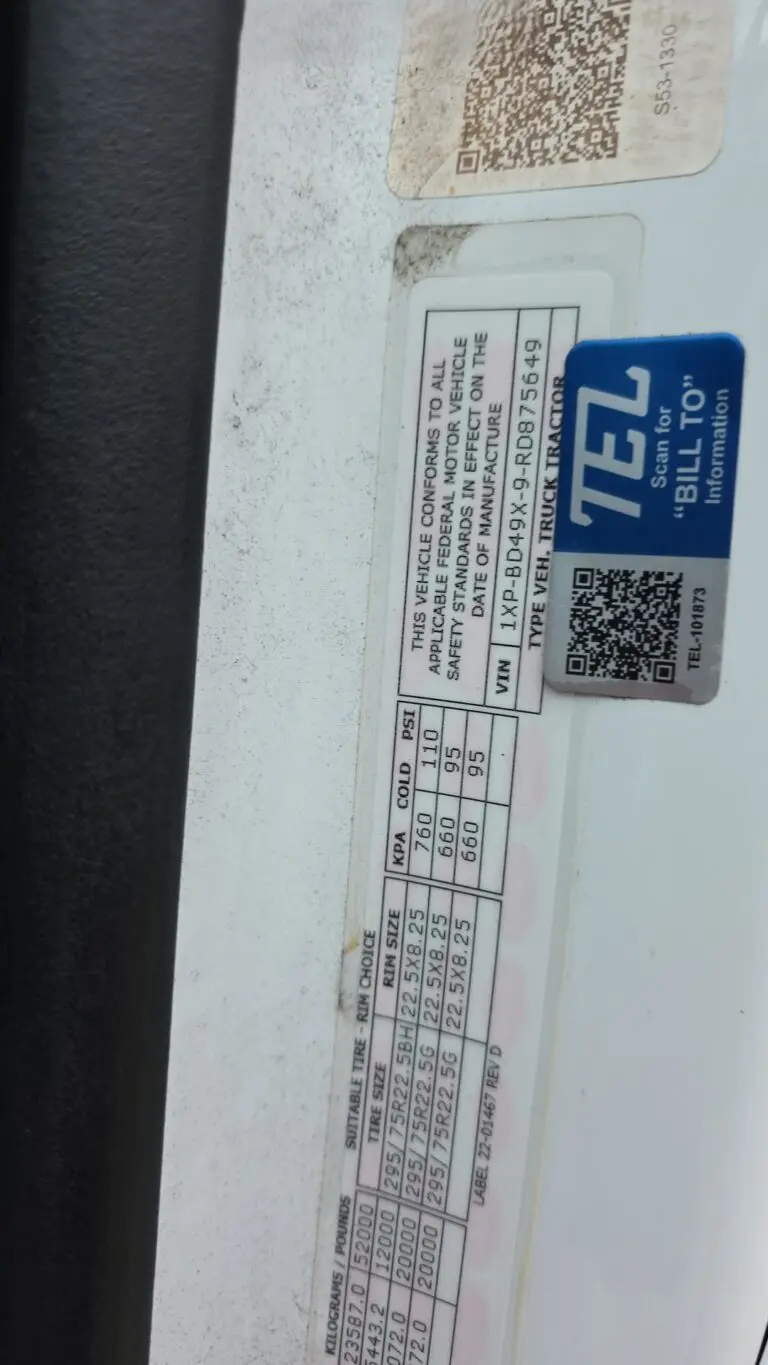 S53-1330
THIS VEHICLE CONFORMS TO ALL
APPLICABLE FEDERAL MOTOR VEHICLE
SAFETY STANDARDS IN EFFECT ON THE
DATE OF MANUFACTURE
VIN 1XP-BD49X-9-RD875649
TYPE VEH. TRUCK TRACTOR
TEL
Scan for
“BILL TO”
Information
TEL-101873
KILOGRAMS / POUNDS SUITABLE TIRE - RIM CHOICE
TIRE SIZE RIM SIZE KPA COLD PSI
23587.0 52000
5443.2 12000 295/75R22.5BH 22.5X8.25 760 110
072.0 20000 295/75R22.5G 22.5X8.25 660 95
72.0 20000 295/75R22.5G 22.5X8.25 660 95
LABEL 22-01467 REV D